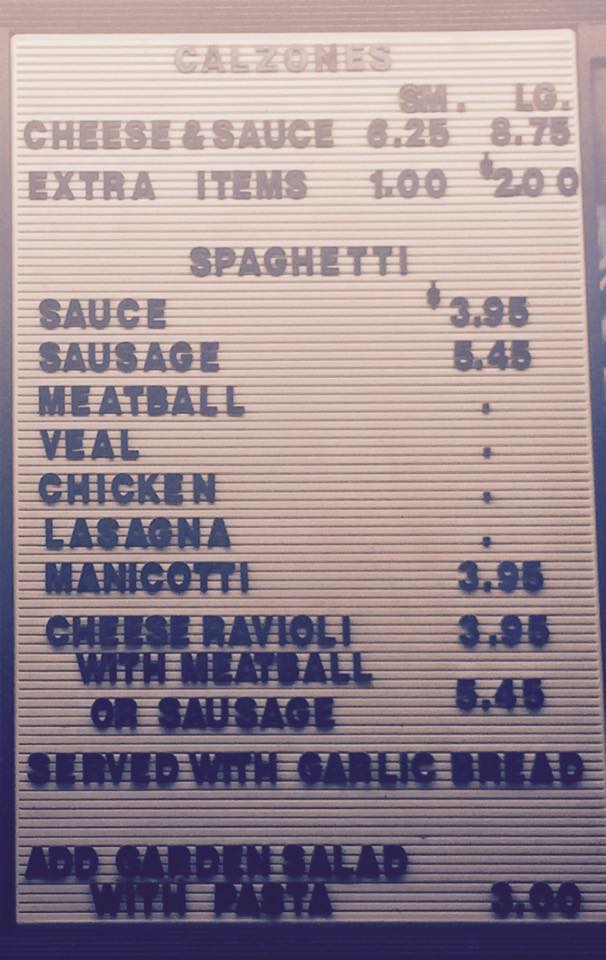 CALZONES
SM. LG.
CHEESE & SAUCE 6.25 8.75
EXTRA ITEMS 1.00 $2.00
SPAGHETTI
SAUCE $3.95
SAUSAGE 5.45
MEATBALL .
VEAL .
CHICKEN .
LASAGNA .
MANICOTTI 3.95
CHEESE RAVIOLI 3.95
WITH MEATBALL
OR SAUSAGE 5.45
SERVED WITH GARLIC BREAD
ADD GARDEN SALAD
WITH PASTA 3.00